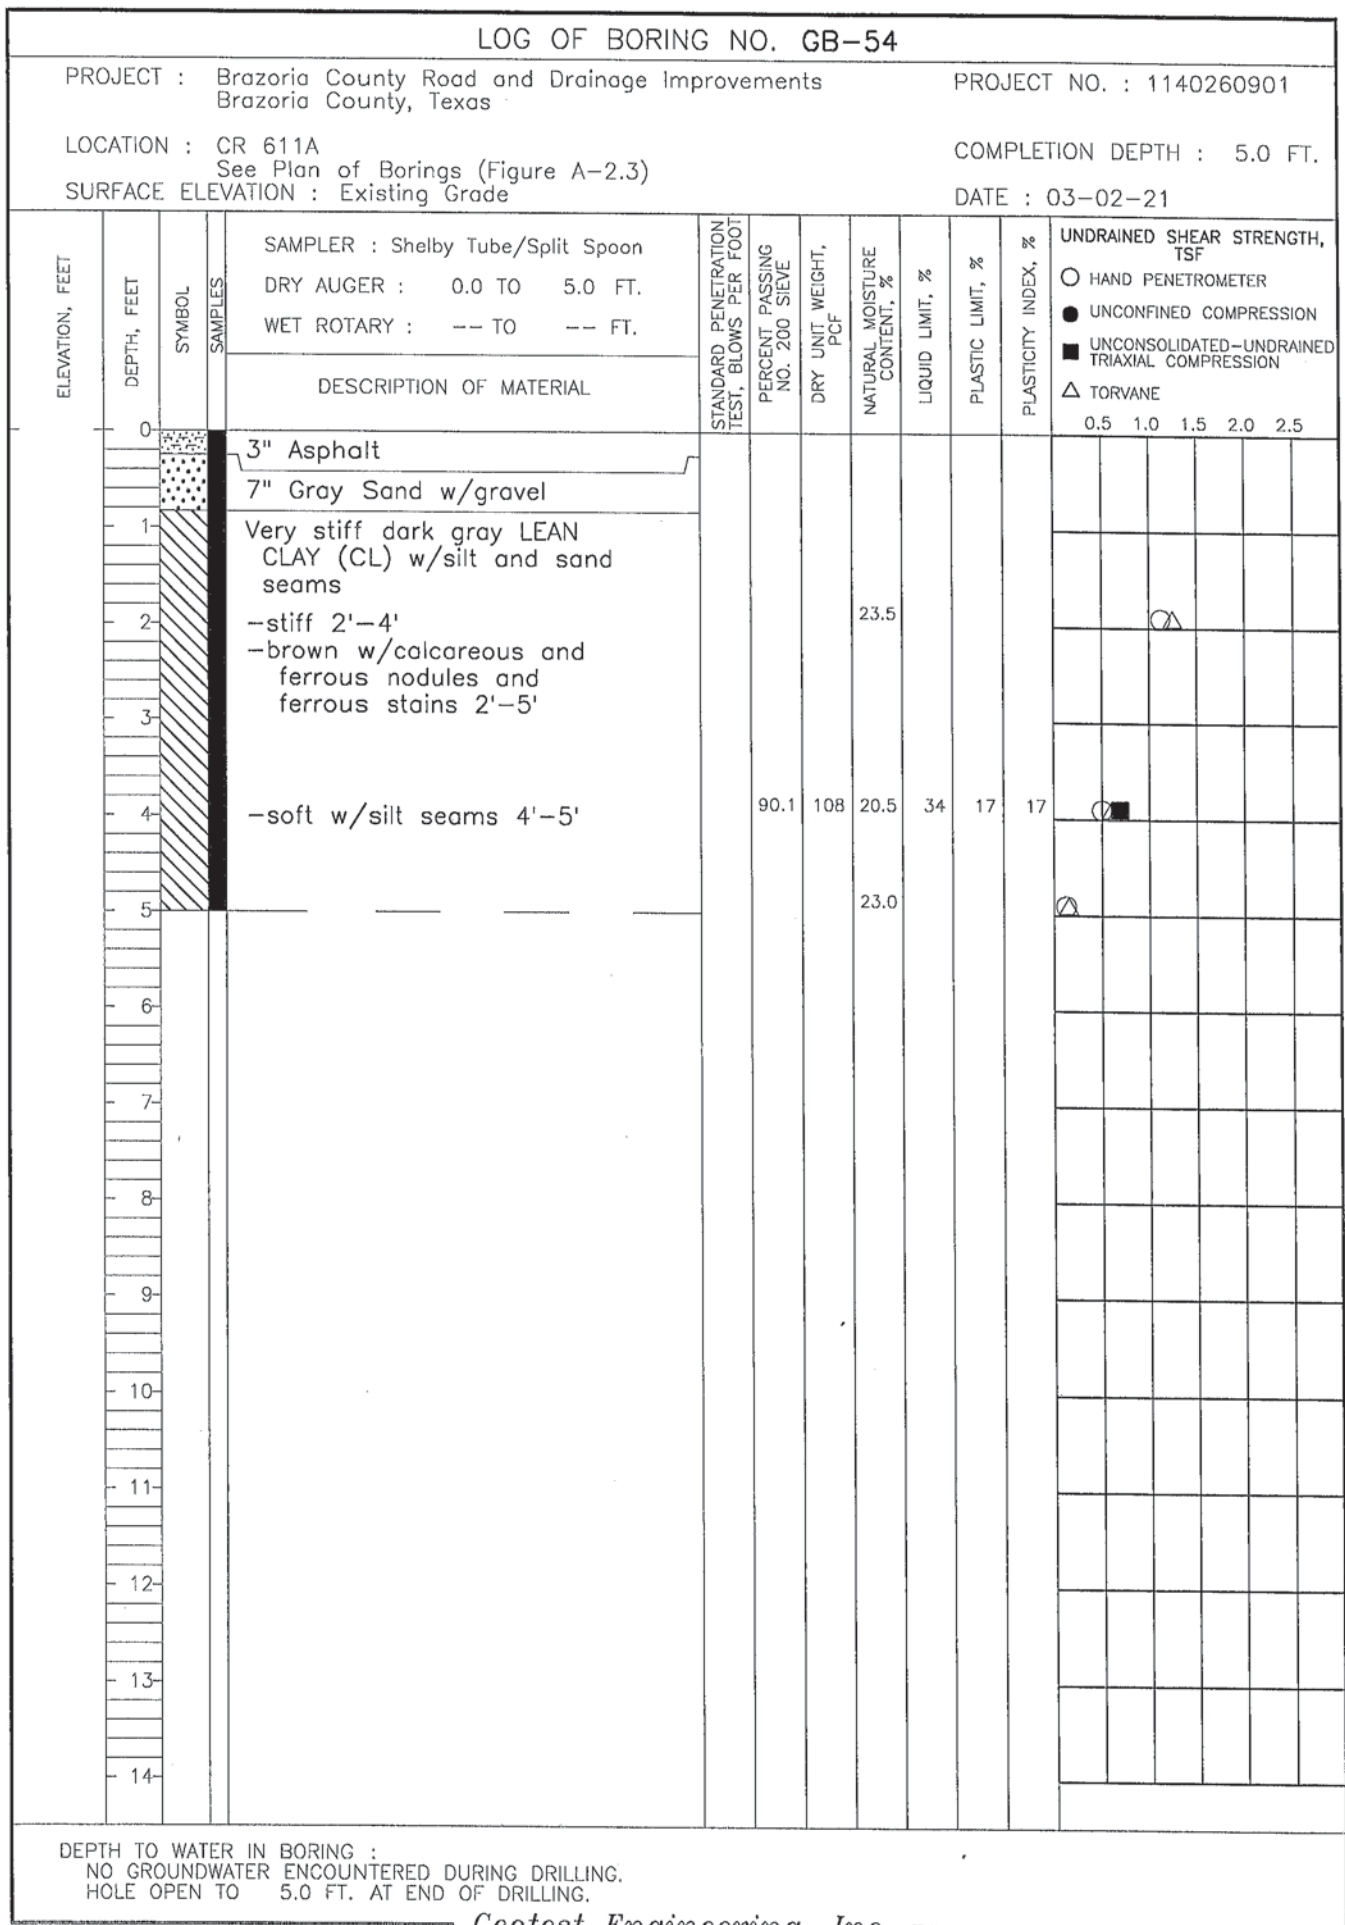 LOG OF BORING NO. GB-54
PROJECT : Brazoria County Road and Drainage Improvements
Brazoria County, Texas
PROJECT NO. : 1140260901
LOCATION : CR 611A
See Plan of Borings (Figure A-2.3)
COMPLETION DEPTH : 5.0 FT.
SURFACE ELEVATION : Existing Grade
DATE : 03-02-21
ELEVATION, FEET
DEPTH, FEET
SYMBOL
SAMPLES
SAMPLER : Shelby Tube/Split Spoon
DRY AUGER : 0.0 TO 5.0 FT.
WET ROTARY : -- TO -- FT.
DESCRIPTION OF MATERIAL
STANDARD PENETRATION
TEST, BLOWS PER FOOT
PERCENT PASSING
NO. 200 SIEVE
DRY UNIT WEIGHT,
PCF
NATURAL MOISTURE
CONTENT, %
LIQUID LIMIT, %
PLASTIC LIMIT, %
PLASTICITY INDEX, %
UNDRAINED SHEAR STRENGTH,
TSF
HAND PENETROMETER
UNCONFINED COMPRESSION
UNCONSOLIDATED-UNDRAINED
TRIAXIAL COMPRESSION
TORVANE
0.5 1.0 1.5 2.0 2.5
0
3" Asphalt
7" Gray Sand w/gravel
1
Very stiff dark gray LEAN
CLAY (CL) w/silt and sand
seams
2
-stiff 2'-4'
23.5
-brown w/calcareous and
ferrous nodules and
ferrous stains 2'-5'
3
4
-soft w/silt seams 4'-5'
90.1 108 20.5 34 17 17
5
23.0
6
7
8
9
10
11
12
13
14
DEPTH TO WATER IN BORING :
NO GROUNDWATER ENCOUNTERED DURING DRILLING.
HOLE OPEN TO 5.0 FT. AT END OF DRILLING.
Geotest Engineering, Inc.